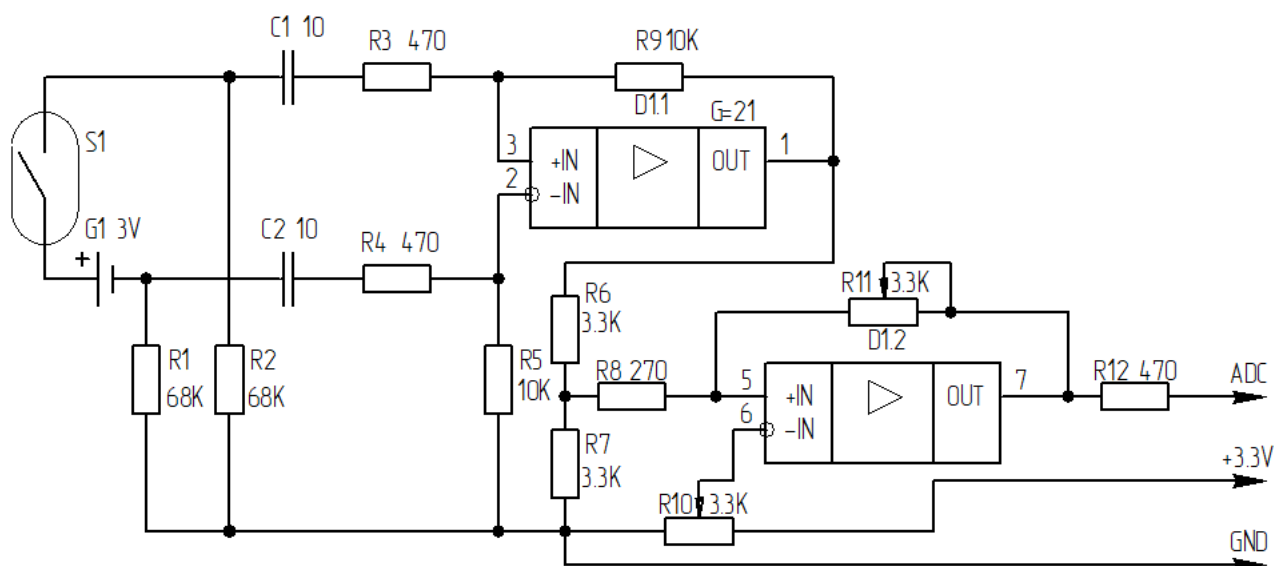 C1 10
R3 470
R9 10K
D1.1
G=21
S1
3
+IN
OUT
1
2
-IN
G1 3V
+
C2 10
R4 470
R6
3.3K
R11 3.3K
D1.2
R1
68K
R2
68K
R5
10K
R8 270
5
+IN
OUT
7
R12 470
ADC
6
-IN
R7
3.3K
+3.3V
R10 3.3K
GND